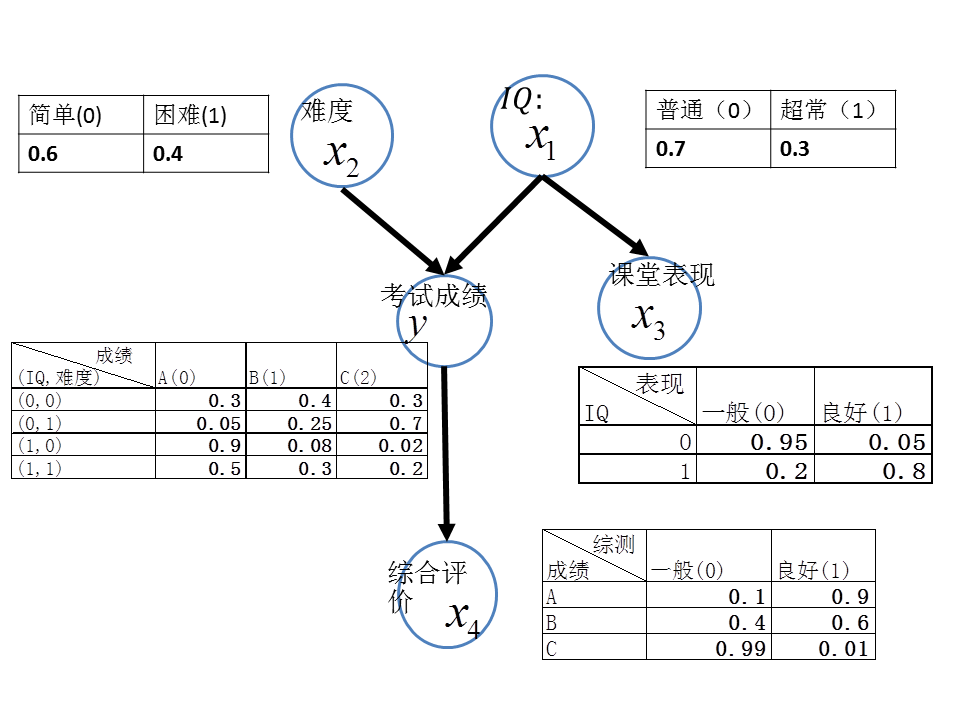 简单(0) 困难(1)
0.6 0.4
难度
x2
IQ:
x1
普通（0） 超常（1）
0.7 0.3
考试成绩
y
课堂表现
x3
成绩
(IQ,难度) A(0) B(1) C(2)
(0,0) 0.3 0.4 0.3
(0,1) 0.05 0.25 0.7
(1,0) 0.9 0.08 0.02
(1,1) 0.5 0.3 0.2
表现
IQ 一般(0) 良好(1)
0 0.95 0.05
1 0.2 0.8
综合评
价
x4
综测
成绩 一般(0) 良好(1)
A 0.1 0.9
B 0.4 0.6
C 0.99 0.01